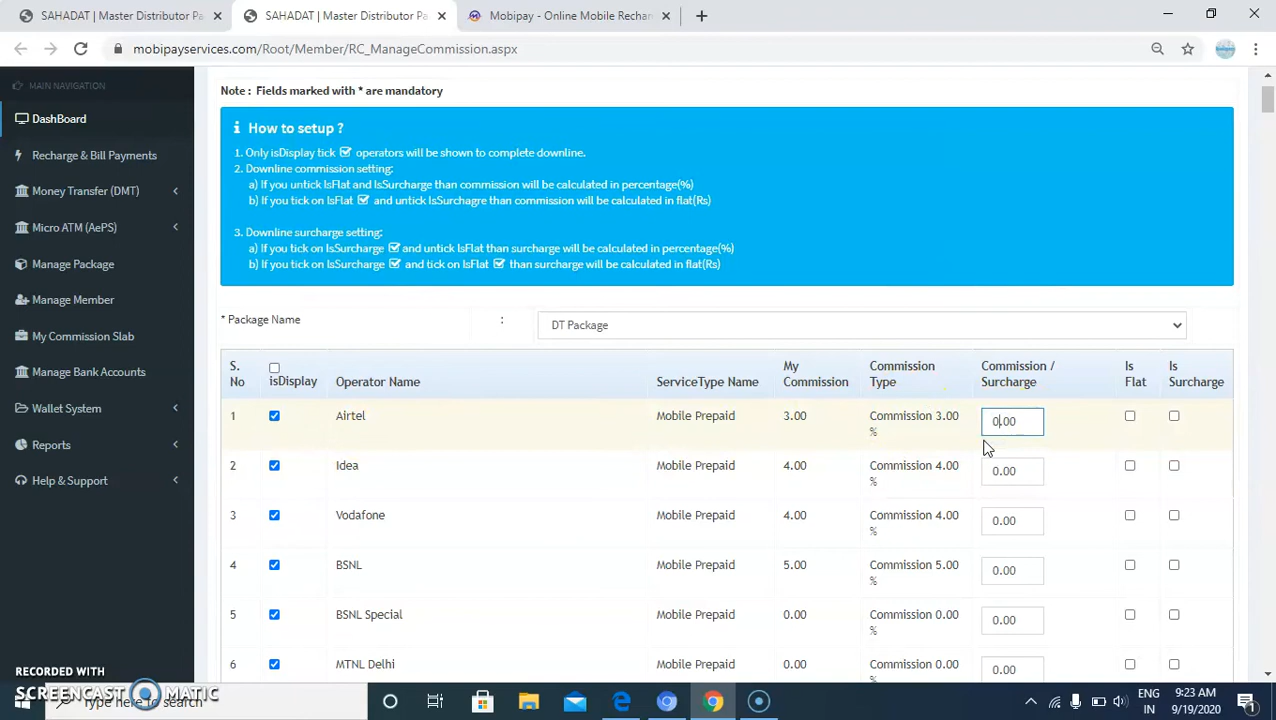 SAHADAT | Master Distributor Pa
SAHADAT | Master Distributor Pa
Mobipay - Online Mobile Rechar
mobipayservices.com/Root/Member/RC_ManageCommission.aspx
MAIN NAVIGATION
DashBoard
Recharge & Bill Payments
Money Transfer (DMT)
Micro ATM (AePS)
Manage Package
Manage Member
My Commission Slab
Manage Bank Accounts
Wallet System
Reports
Help & Support
Note : Fields marked with * are mandatory
How to setup ?
1. Only isDisplay tick operators will be shown to complete downline.
2. Downline commission setting:
a) If you untick IsFlat and IsSurcharge than commission will be calculated in percentage(%)
b) If you tick on IsFlat and untick IsSurchagre than commission will be calculated in flat(Rs)
3. Downline surcharge setting:
a) If you tick on IsSurcharge and untick IsFlat than surcharge will be calculated in percentage(%)
b) If you tick on IsSurcharge and tick on IsFlat than surcharge will be calculated in flat(Rs)
* Package Name : DT Package
S. No isDisplay Operator Name ServiceType Name My Commission Commission Type Commission / Surcharge Is Flat Is Surcharge
1 Airtel Mobile Prepaid 3.00 Commission 3.00 % 0.00
2 Idea Mobile Prepaid 4.00 Commission 4.00 % 0.00
3 Vodafone Mobile Prepaid 4.00 Commission 4.00 % 0.00
4 BSNL Mobile Prepaid 5.00 Commission 5.00 % 0.00
5 BSNL Special Mobile Prepaid 0.00 Commission 0.00 % 0.00
6 MTNL Delhi Mobile Prepaid 0.00 Commission 0.00 0.00
RECORDED WITH
SCREENCAST MATIC
Type here to search
ENG
IN
9:23 AM
9/19/2020
1